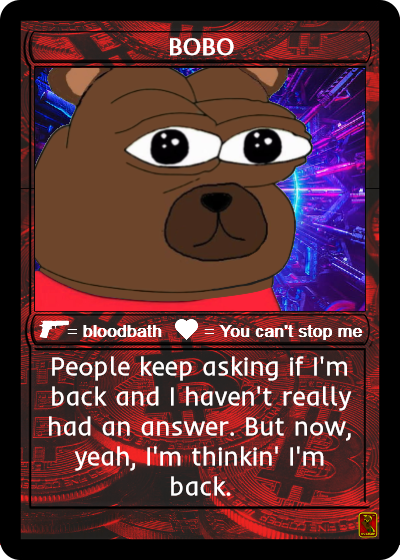 BOBO
= bloodbath = You can't stop me
People keep asking if I'm
back and I haven't really
had an answer. But now,
yeah, I'm thinkin' I'm
back.